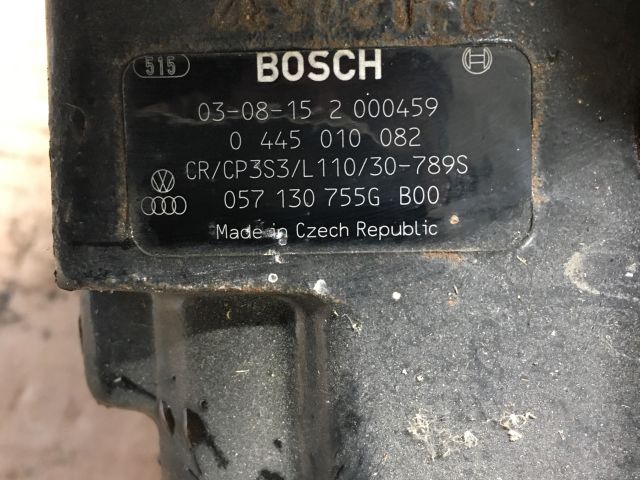 515 BOSCH
03-08-15 2 000459
0 445 010 082
CR/CP3S3/L110/30-789S
057 130 755G B00
Made in Czech Republic